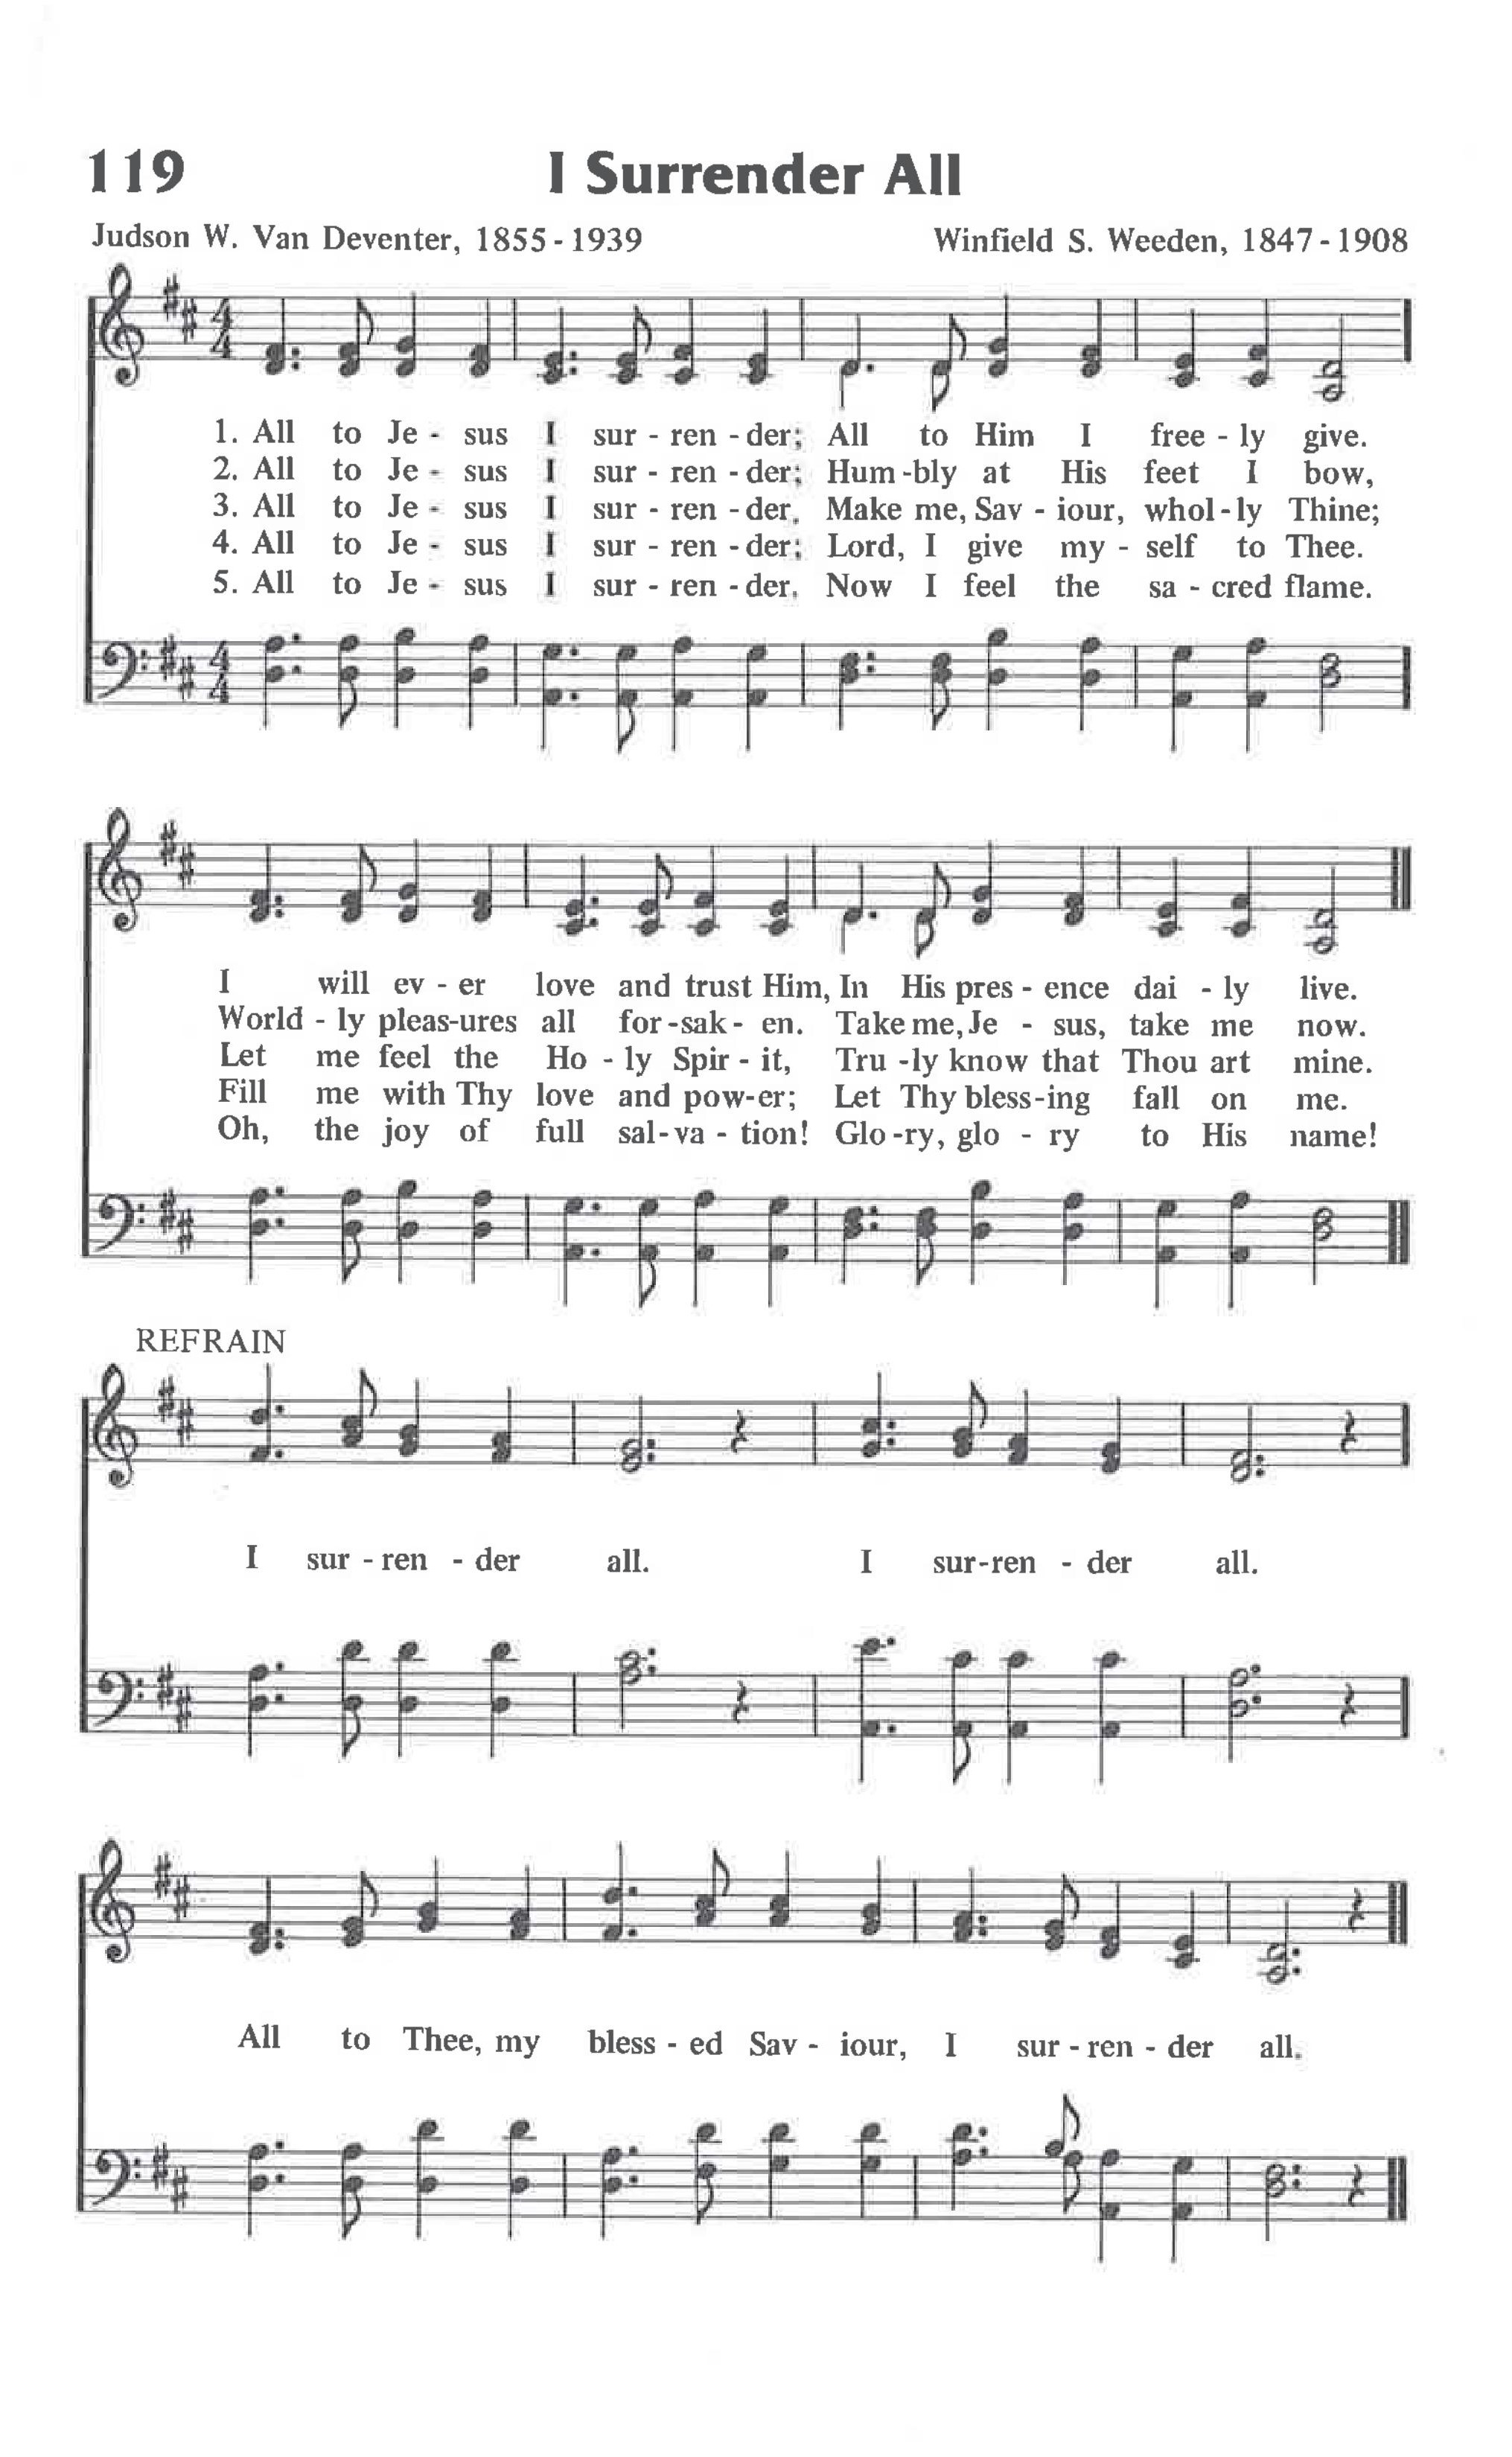 119
I Surrender All
Judson W. Van Deventer, 1855-1939 Winfield S. Weeden, 1847-1908
1. All to Je - sus I sur - ren - der; All to Him I free - ly give.
2. All to Je - sus I sur - ren - der; Hum - bly at His feet I bow,
3. All to Je - sus I sur - ren - der, Make me, Sav - iour, whol - ly Thine;
4. All to Je - sus I sur - ren - der; Lord, I give my - self to Thee.
5. All to Je - sus I sur - ren - der, Now I feel the sa - cred flame.
I will ev - er love and trust Him, In His pres - ence dai - ly live.
World - ly pleas-ures all for-sak- en. Take me, Je - sus, take me now.
Let me feel the Ho - ly Spir - it, Tru - ly know that Thou art mine.
Fill me with Thy love and pow-er; Let Thy bless-ing fall on me.
Oh, the joy of full sal-va - tion! Glo-ry, glo - ry to His name!
REFRAIN
I sur - ren - der all. I sur-ren - der all.
All to Thee, my bless - ed Sav - iour, I sur - ren - der all.